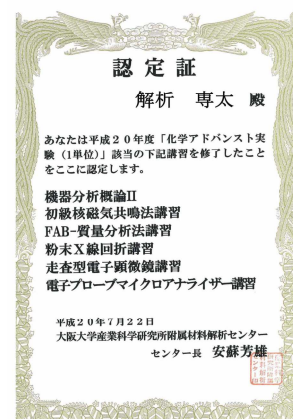 認定証
解析 専太 殿
あなたは平成20年度「化学アドバンスト実
験(1単位)」該当の下記講習を修了したこと
をここに認定します。
機器分析概論II
初級核磁気共鳴法講習
FAB-質量分析法講習
粉末X線回折講習
走査型電子顕微鏡講習
電子プローブマイクロアナライザー講習
平成20年7月22日
大阪大学産業科学研究所附属材料解析センター
センター長 安蘇芳雄